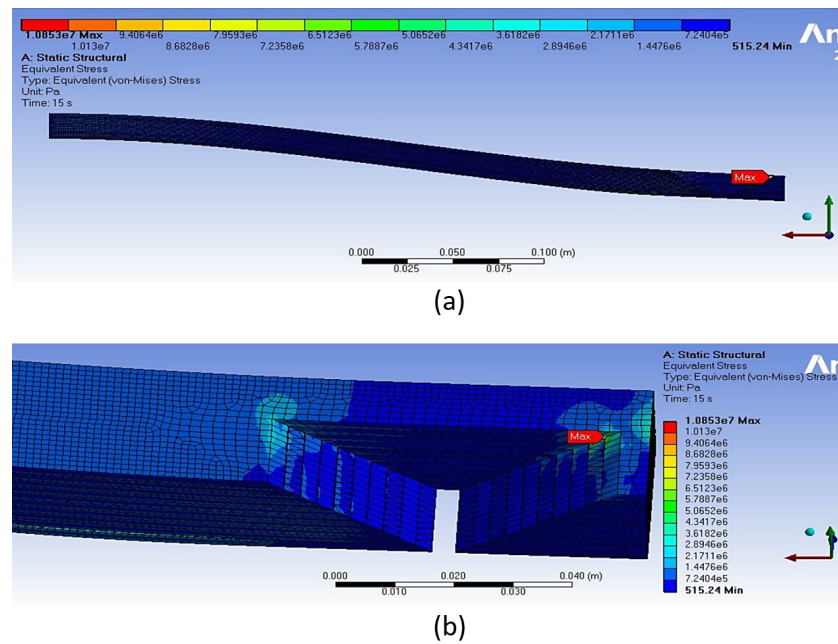 1.0853e7 Max 9.4064e6 7.9593e6 6.5123e6 5.0652e6 3.6182e6 2.1711e6 7.2405e5
1.013e7 8.6828e6 7.2358e6 5.7887e6 4.3417e6 2.8946e6 1.4476e6 515.24 Min
A: Static Structural
Equivalent Stress
Type: Equivalent (von-Mises) Stress
Unit: Pa
Time: 15 s
An
Max
0.000 0.050 0.100 (m)
0.025 0.075
(a)
A: Static Structural
Equivalent Stress
Type: Equivalent (von-Mises) Stress
Unit: Pa
Time: 15 s
An
1.0853e7 Max
1.013e7
9.4064e6
8.6828e6
7.9593e6
7.2358e6
6.5123e6
5.7887e6
5.0652e6
4.3417e6
3.6182e6
2.8946e6
2.1711e6
1.4476e6
7.2404e5
515.24 Min
Max
0.000 0.020 0.040 (m)
0.010 0.030
(b)